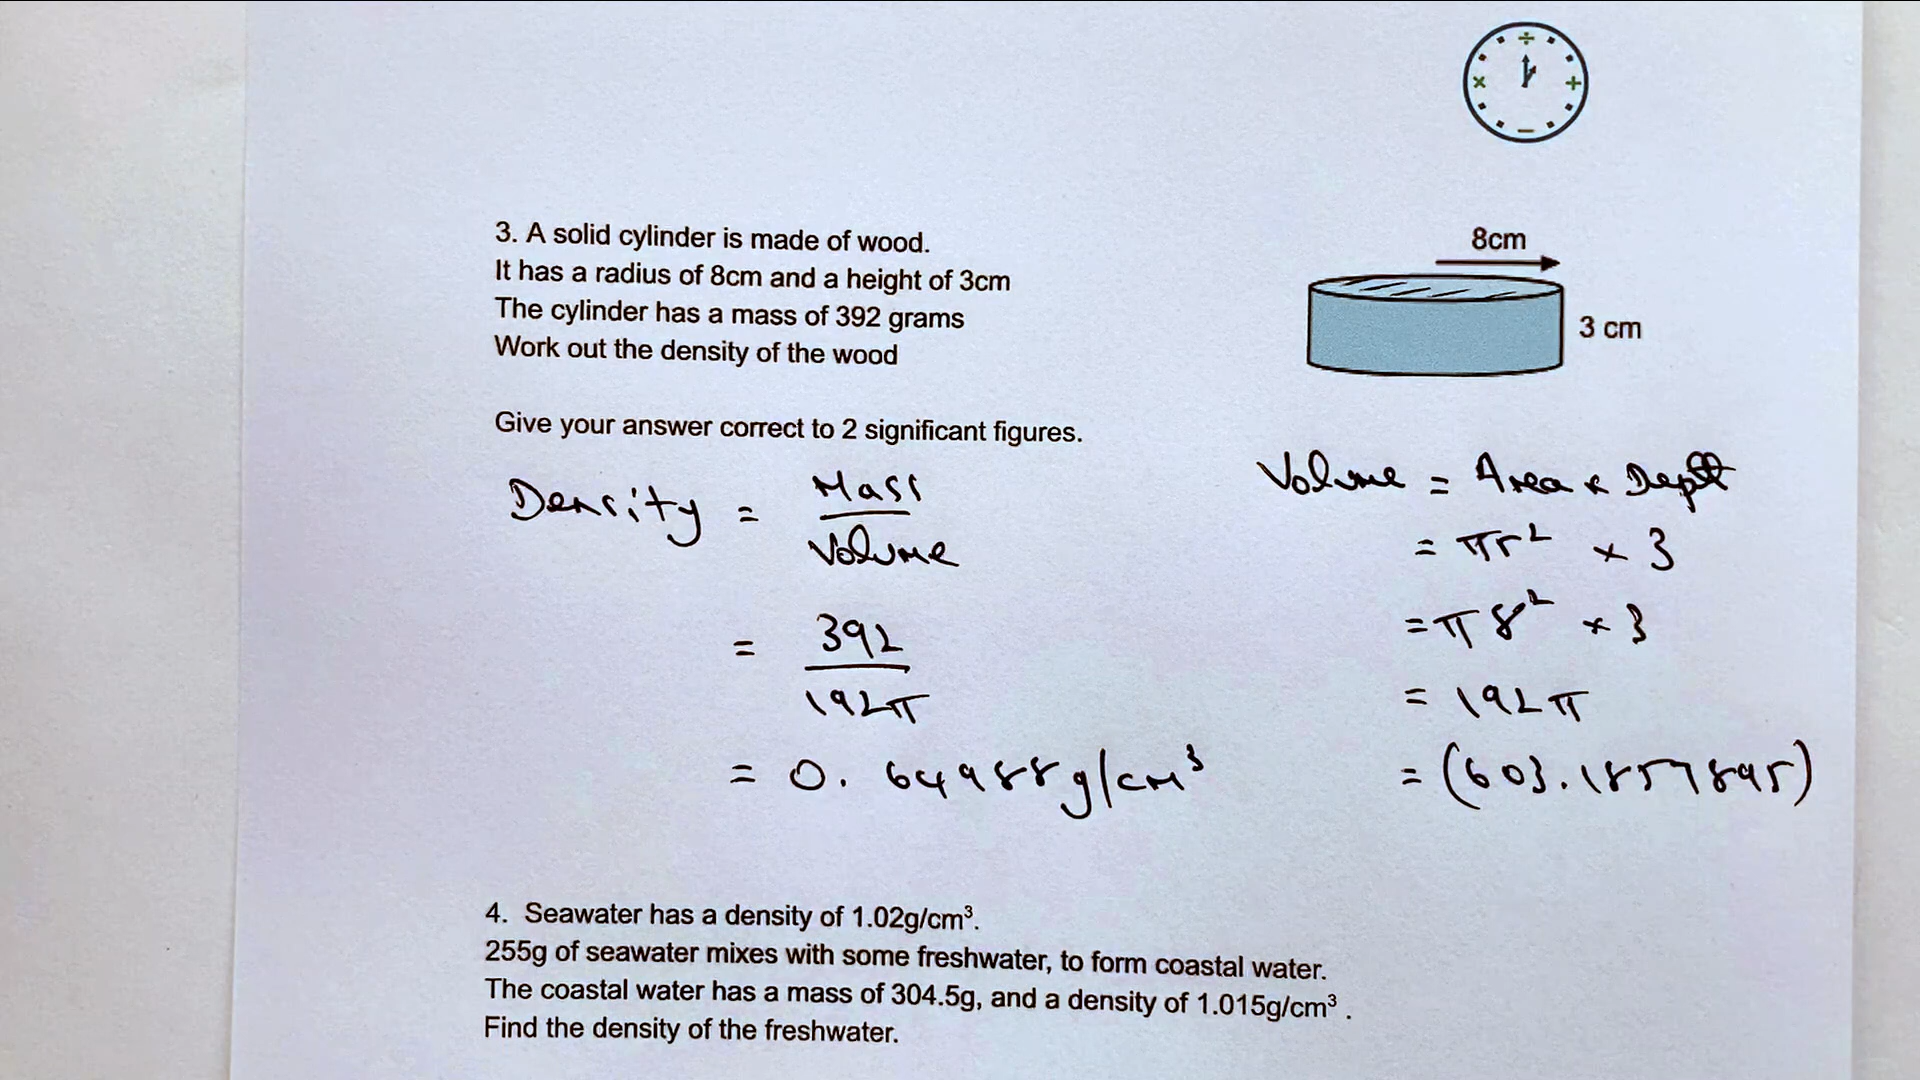 8cm
3 cm
3. A solid cylinder is made of wood.
It has a radius of 8cm and a height of 3cm
The cylinder has a mass of 392 grams
Work out the density of the wood
Give your answer correct to 2 significant figures.
Density = Mass / Volume
= 392 / 192π
= 0.64988 g/cm³
Volume = Area × Depth
= πr² × 3
= π8² × 3
= 192π
= (603.1857895)
4. Seawater has a density of 1.02g/cm³.
255g of seawater mixes with some freshwater, to form coastal water.
The coastal water has a mass of 304.5g, and a density of 1.015g/cm³ .
Find the density of the freshwater.